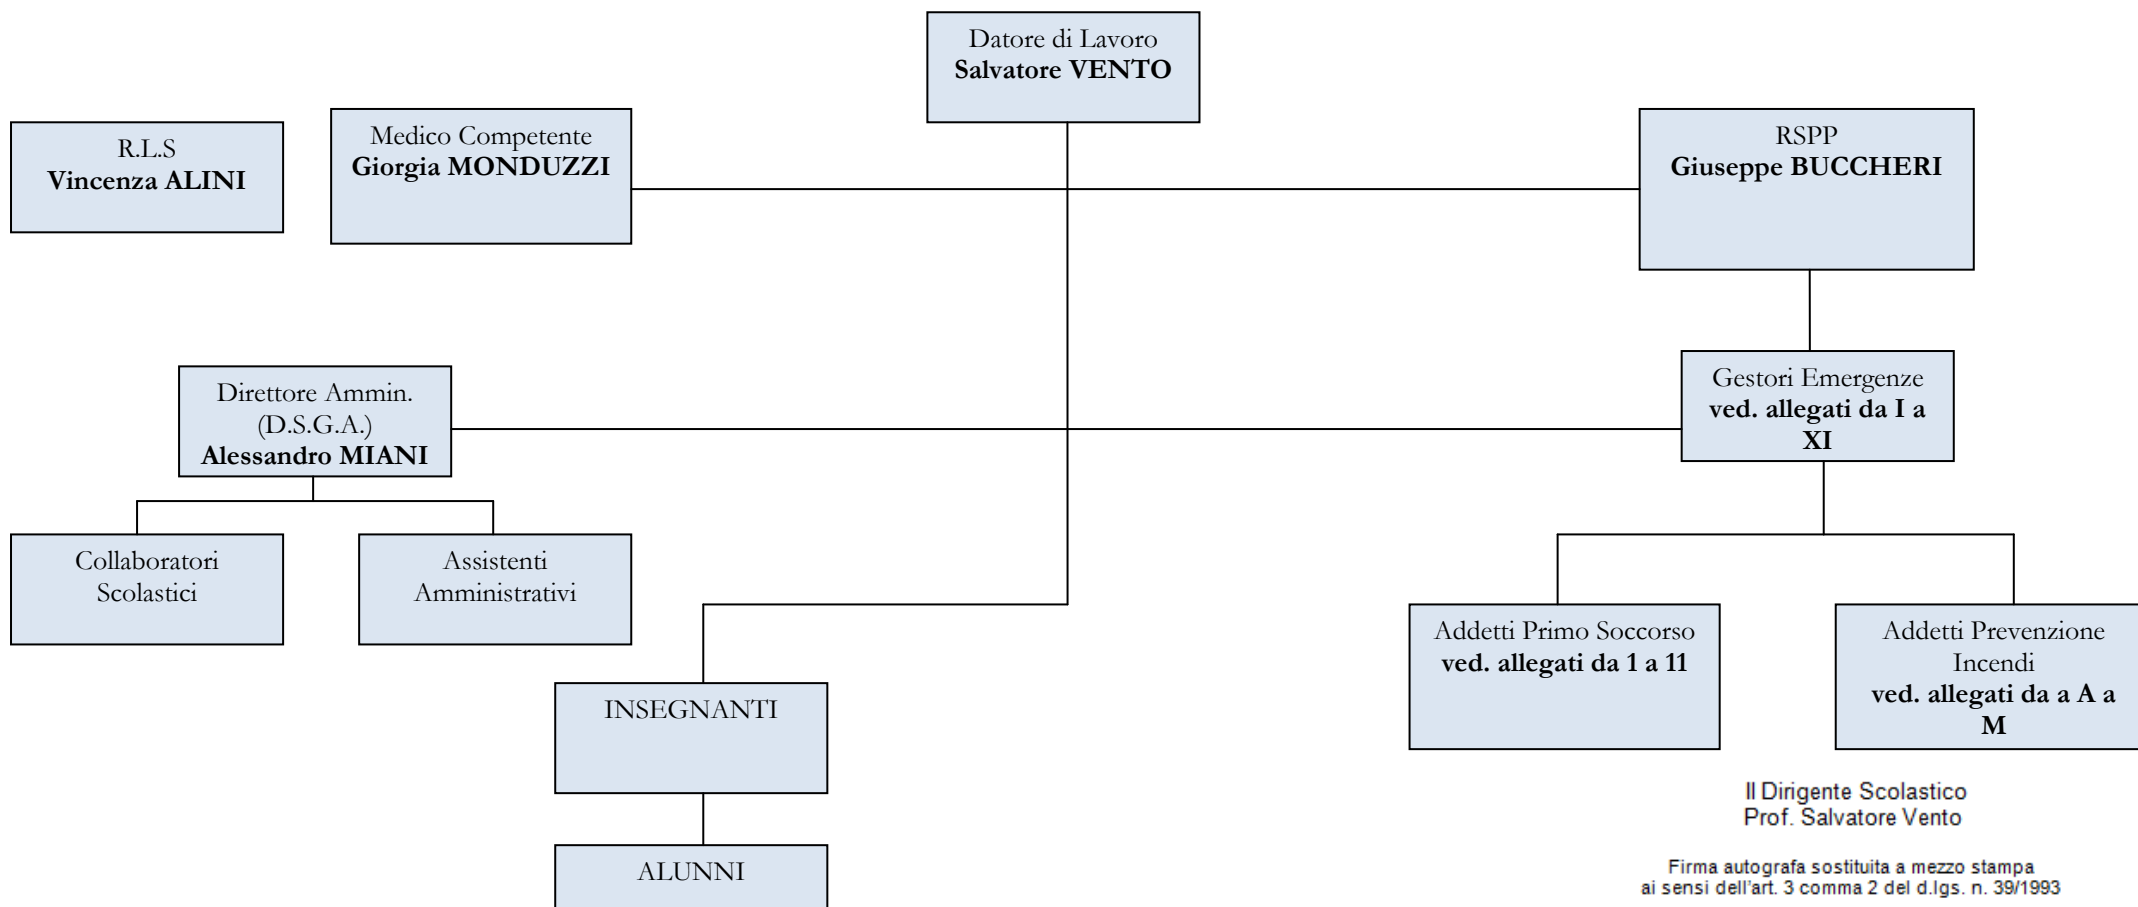 Datore di Lavoro
Salvatore VENTO
R.L.S
Vincenza ALINI
Medico Competente
Giorgia MONDUZZI
RSPP
Giuseppe BUCCHERI
Direttore Ammin.
(D.S.G.A.)
Alessandro MIANI
Gestori Emergenze
ved. allegati da I a
XI
Collaboratori
Scolastici
Assistenti
Amministrativi
Addetti Primo Soccorso
ved. allegati da 1 a 11
Addetti Prevenzione
Incendi
ved. allegati da a A a
M
INSEGNANTI
ALUNNI
Il Dirigente Scolastico
Prof. Salvatore Vento
Firma autografa sostituita a mezzo stampa
ai sensi dell'art. 3 comma 2 del d.lgs. n. 39/1993